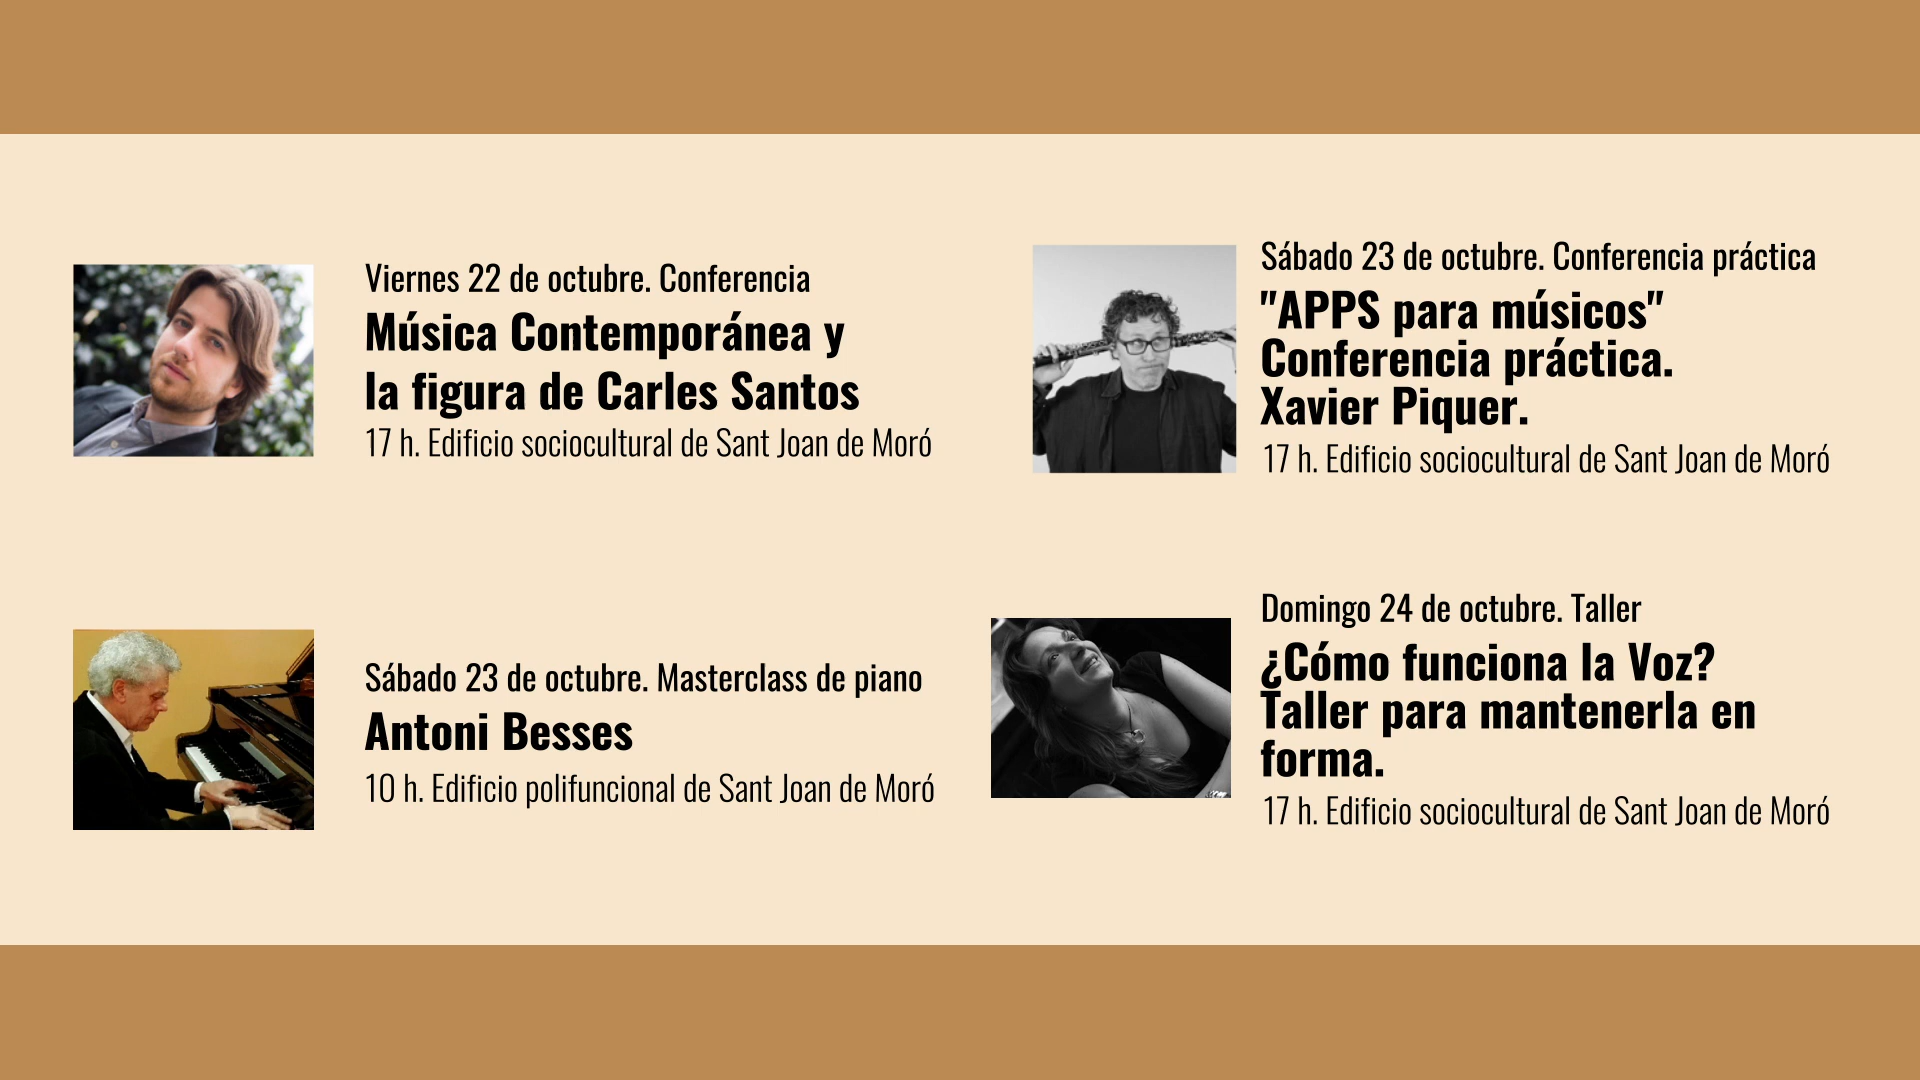 Viernes 22 de octubre. Conferencia
Música Contemporánea y
la figura de Carles Santos
17 h. Edificio sociocultural de Sant Joan de Moró
Sábado 23 de octubre. Masterclass de piano
Antoni Besses
10 h. Edificio polifuncional de Sant Joan de Moró
Sábado 23 de octubre. Conferencia práctica
"APPS para músicos"
Conferencia práctica.
Xavier Piquer.
17 h. Edificio sociocultural de Sant Joan de Moró
Domingo 24 de octubre. Taller
¿Cómo funciona la Voz?
Taller para mantenerla en
forma.
17 h. Edificio sociocultural de Sant Joan de Moró